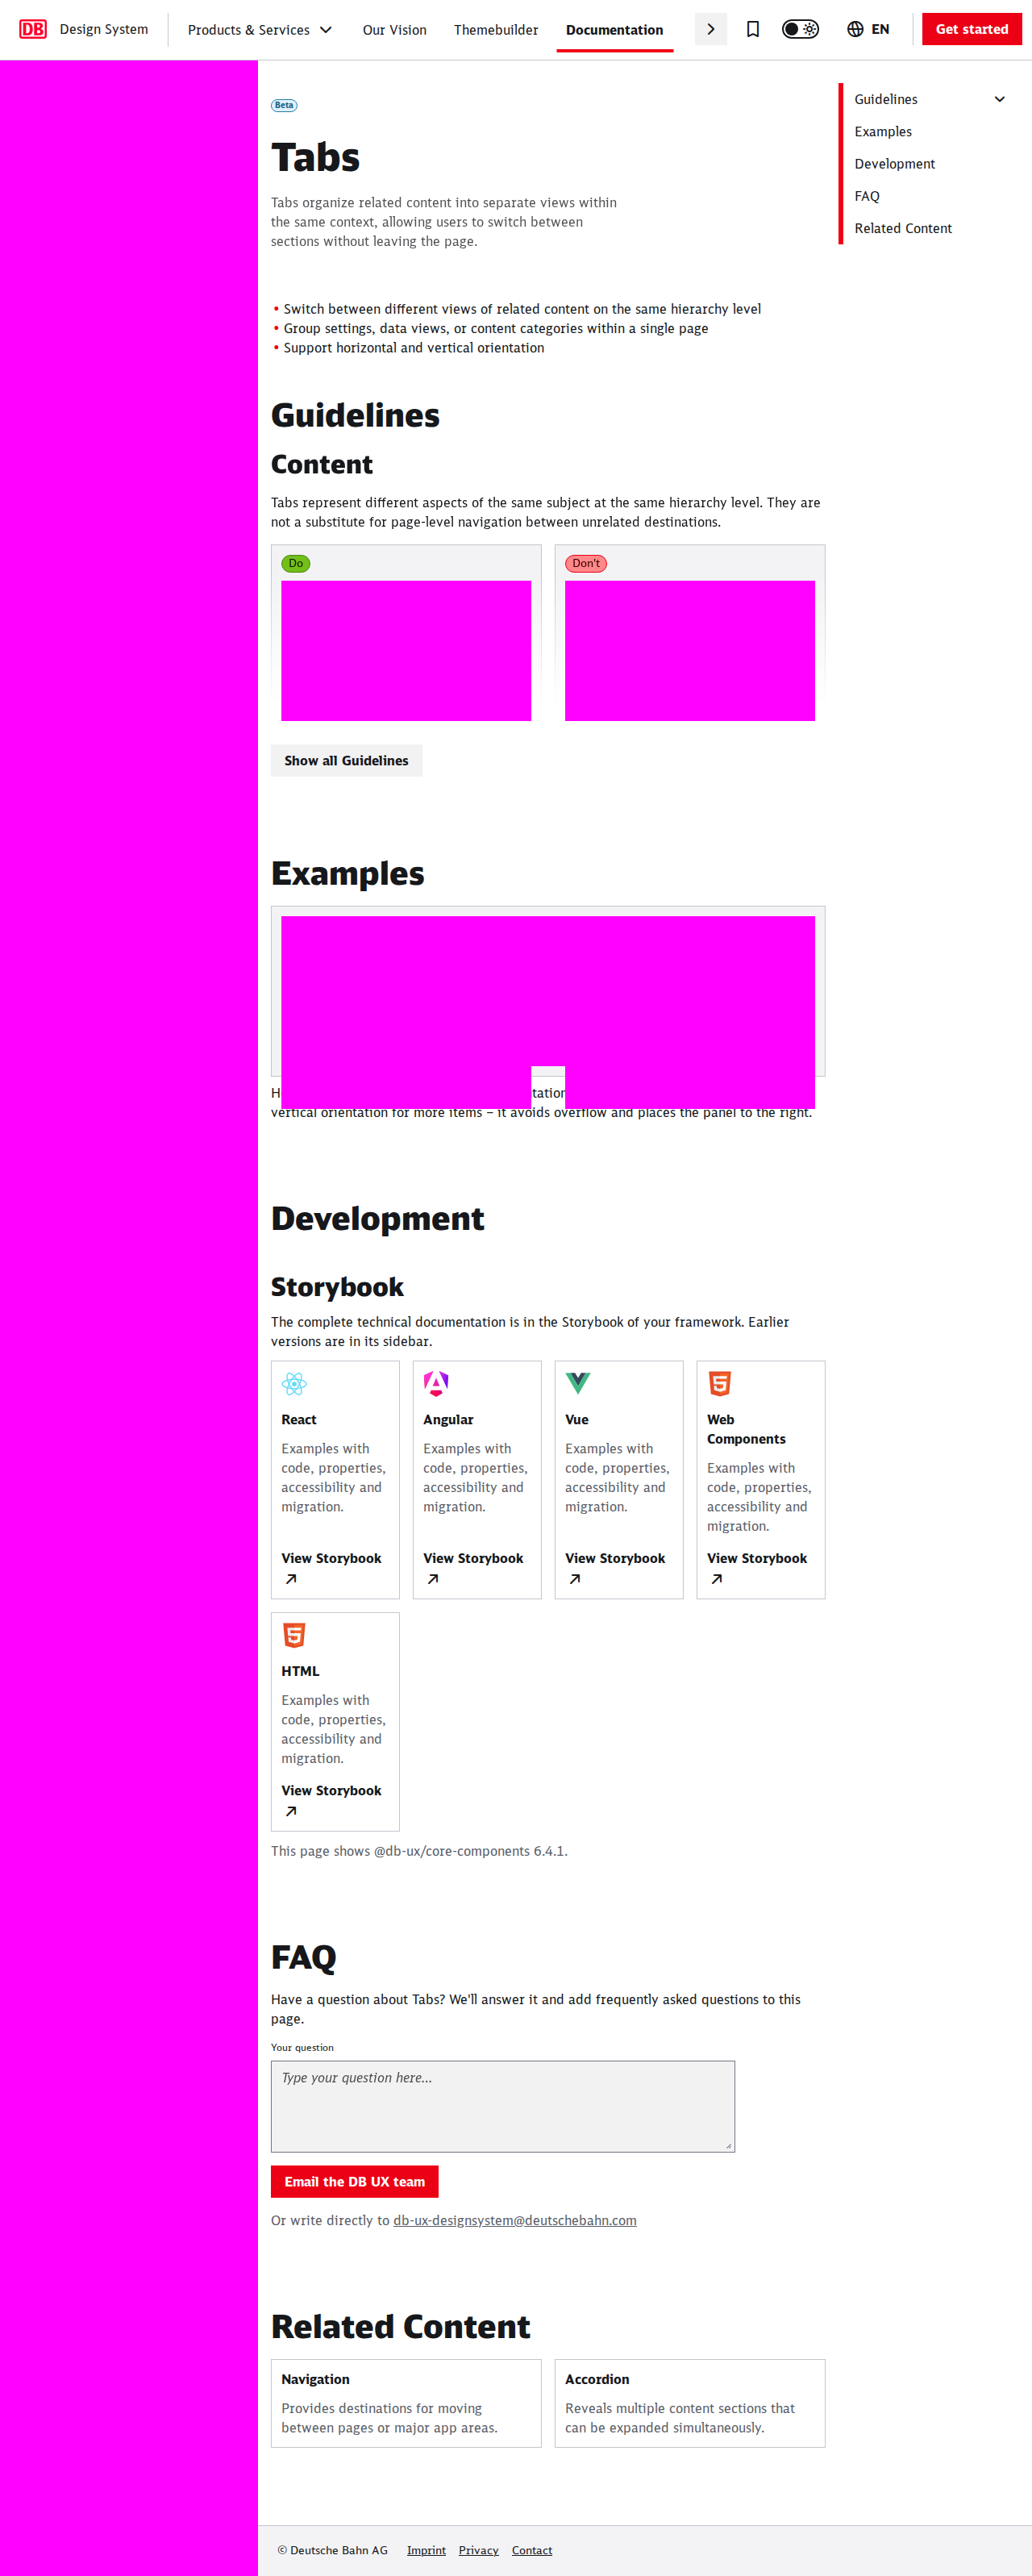 DB Design System Products & Services Our Vision Themebuilder Documentation EN Get started
Guidelines
Examples
Development
FAQ
Related Content
Beta
Tabs
Tabs organize related content into separate views within
the same context, allowing users to switch between
sections without leaving the page.
• Switch between different views of related content on the same hierarchy level
• Group settings, data views, or content categories within a single page
• Support horizontal and vertical orientation
Guidelines
Content
Tabs represent different aspects of the same subject at the same hierarchy level. They are
not a substitute for page-level navigation between unrelated destinations.
Do
Don't
Show all Guidelines
Examples
vertical orientation for more items – it avoids overflow and places the panel to the right.
Development
Storybook
The complete technical documentation is in the Storybook of your framework. Earlier
versions are in its sidebar.
React
Examples with
code, properties,
accessibility and
migration.
View Storybook
Angular
Examples with
code, properties,
accessibility and
migration.
View Storybook
Vue
Examples with
code, properties,
accessibility and
migration.
View Storybook
Web
Components
Examples with
code, properties,
accessibility and
migration.
View Storybook
HTML
Examples with
code, properties,
accessibility and
migration.
View Storybook
This page shows @db-ux/core-components 6.4.1.
FAQ
Have a question about Tabs? We'll answer it and add frequently asked questions to this
page.
Your question
Type your question here...
Email the DB UX team
Or write directly to db-ux-designsystem@deutschebahn.com
Related Content
Navigation
Provides destinations for moving
between pages or major app areas.
Accordion
Reveals multiple content sections that
can be expanded simultaneously.
© Deutsche Bahn AG Imprint Privacy Contact